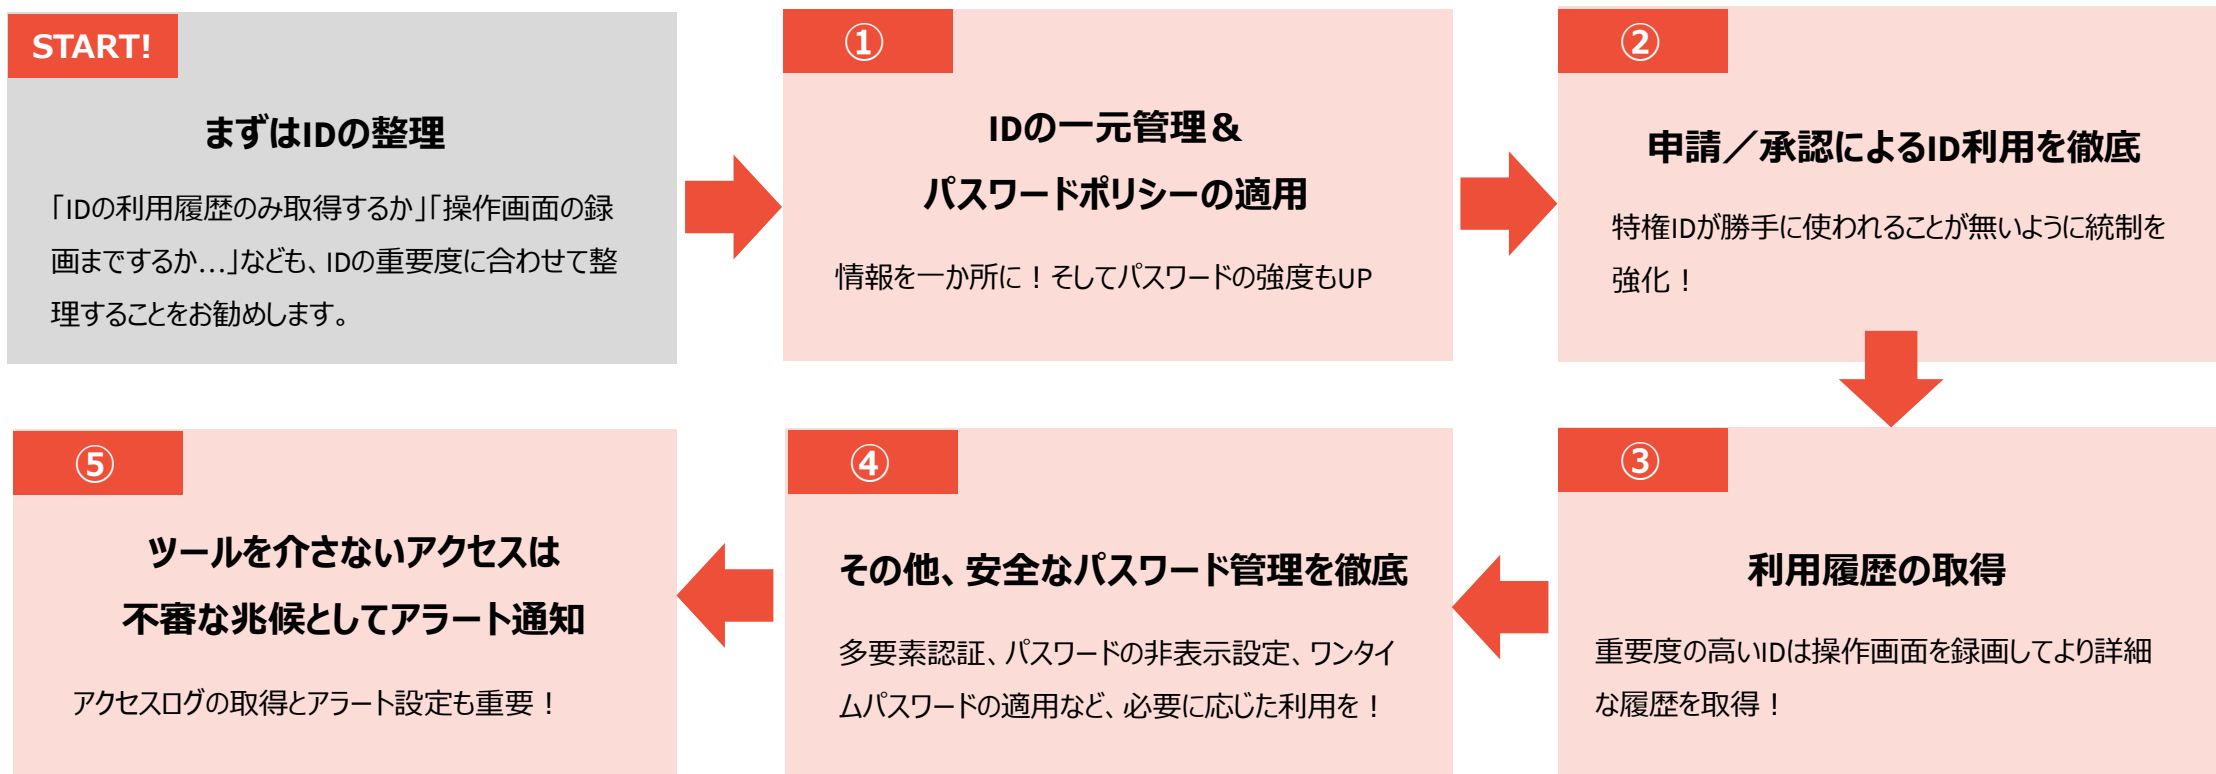 START!
まずはIDの整理
「IDの利用履歴のみ取得するか」「操作画面の録
画までするか…」なども、IDの重要度に合わせて整
理することをお勧めします。
①
IDの一元管理＆
パスワードポリシーの適用
情報を一か所に！そしてパスワードの強度もUP
②
申請／承認によるID利用を徹底
特権IDが勝手に使われることが無いように統制を
強化！
③
利用履歴の取得
重要度の高いIDは操作画面を録画してより詳細
な履歴を取得！
④
その他、安全なパスワード管理を徹底
多要素認証、パスワードの非表示設定、ワンタイ
ムパスワードの適用など、必要に応じた利用を！
⑤
ツールを介さないアクセスは
不審な兆候としてアラート通知
アクセスログの取得とアラート設定も重要！